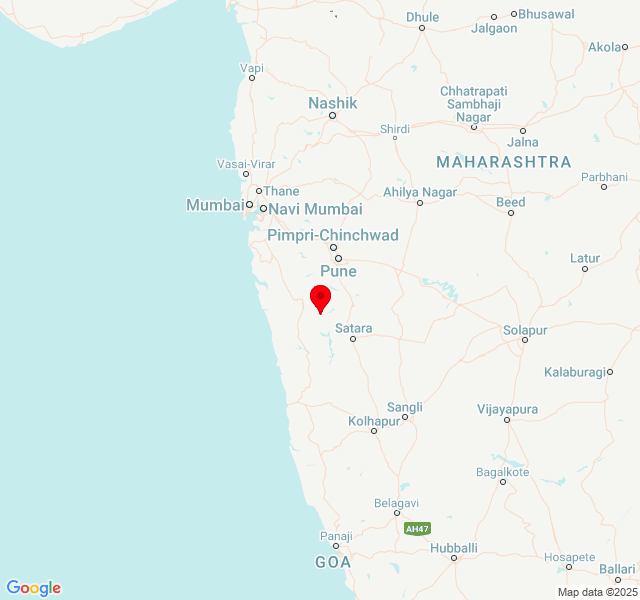 Dhule
Bhusawal
Jalgaon
Akola
Vapi
Nashik
Chhatrapati
Sambhaji
Nagar
Shirdi
Jalna
MAHARASHTRA
Vasai-Virar
Parbhani
Thane
Ahilya Nagar
Beed
Mumbai
Navi Mumbai
Pimpri-Chinchwad
Pune
Latur
Satara
Solapur
Kalaburagi
Sangli
Vijayapura
Kolhapur
Bagalkote
Belagavi
AH47
Panaji
Hubballi
GOA
Hosapete
Ballari
Google
Map data ©2025